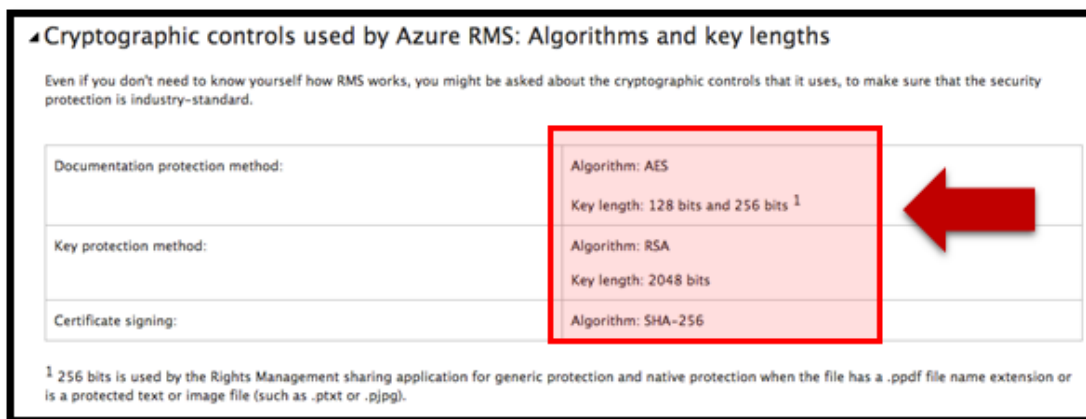 Cryptographic controls used by Azure RMS: Algorithms and key lengths
Even if you don't need to know yourself how RMS works, you might be asked about the cryptographic controls that it uses, to make sure that the security
protection is industry-standard.
Documentation protection method:
Algorithm: AES
Key length: 128 bits and 256 bits 1
Key protection method:
Algorithm: RSA
Key length: 2048 bits
Certificate signing:
Algorithm: SHA-256
1 256 bits is used by the Rights Management sharing application for generic protection and native protection when the file has a .ppdf file name extension or
is a protected text or image file (such as .ptxt or .pjpg).